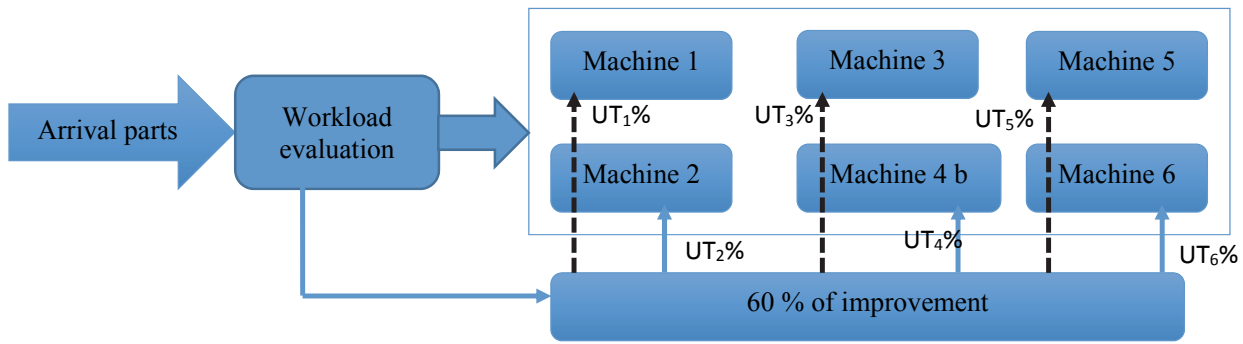 Arrival parts
Workload
evaluation
Machine 1
Machine 3
Machine 5
UT₁%
UT₃%
UT₅%
Machine 2
Machine 4 b
Machine 6
UT₂%
UT₄%
UT₆%
60 % of improvement